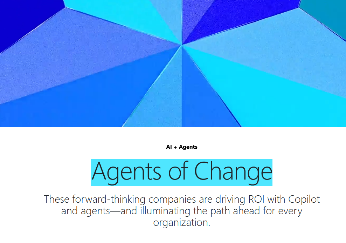 AI + Agents
Agents of Change
These forward-thinking companies are driving ROI with Copilot
and agents—and illuminating the path ahead for every
organization.